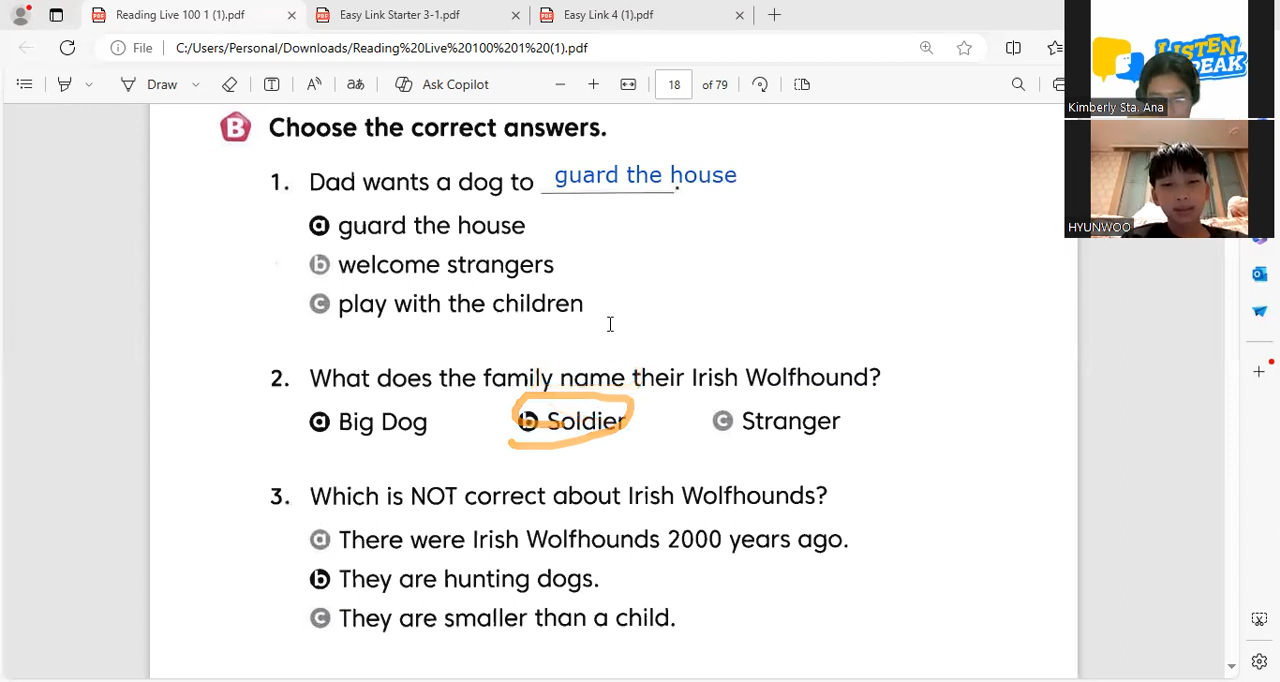 Reading Live 100 1 (1).pdf
Easy Link Starter 3-1.pdf
Easy Link 4 (1).pdf
File
C:/Users/Personal/Downloads/Reading%20Live%20100%201%20(1).pdf
Draw
Ask Copilot
18 of 79
B Choose the correct answers.
1. Dad wants a dog to guard the house.
a guard the house
b welcome strangers
c play with the children
2. What does the family name their Irish Wolfhound?
a Big Dog b Soldier c Stranger
3. Which is NOT correct about Irish Wolfhounds?
a There were Irish Wolfhounds 2000 years ago.
b They are hunting dogs.
c They are smaller than a child.
LISTEN
Kimberly Sta. Ana
HYUNWOO